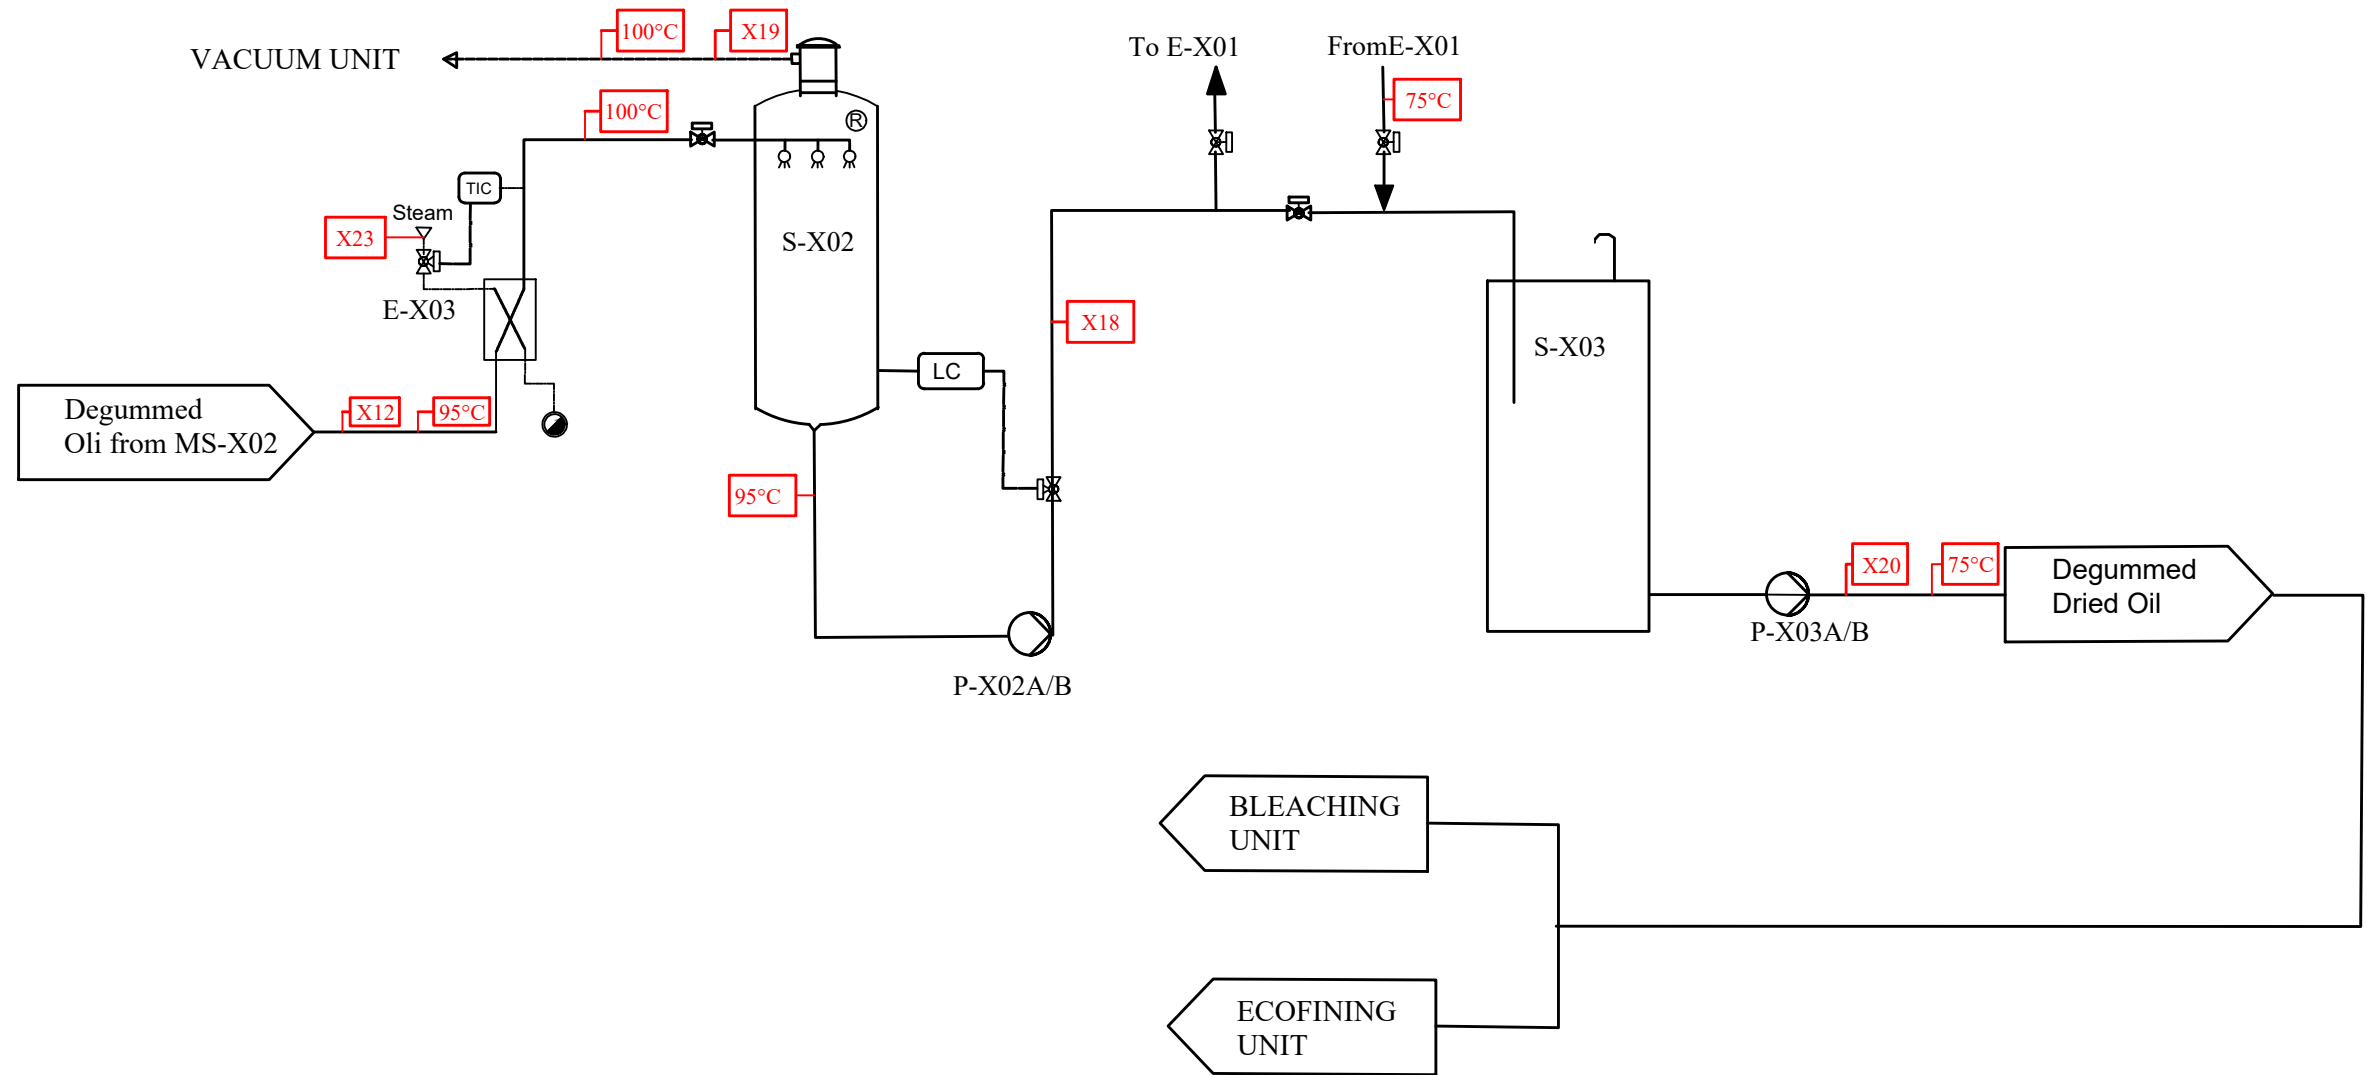 100°C
X19
VACUUM UNIT
To E-X01
FromE-X01
75°C
100°C
®
TIC
Steam
X23
S-X02
E-X03
X18
S-X03
LC
Degummed
Oli from MS-X02
X12
95°C
95°C
X20
75°C
Degummed
Dried Oil
P-X03A/B
P-X02A/B
BLEACHING
UNIT
ECOFINING
UNIT